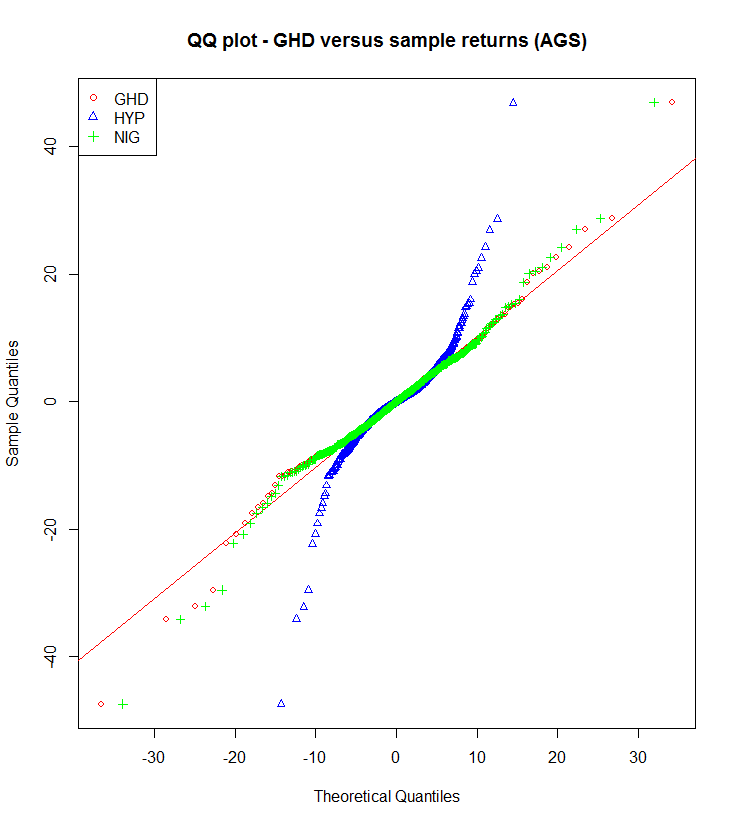 QQ plot - GHD versus sample returns (AGS)
GHD
HYP
NIG
Sample Quantiles
40
20
0
-20
-40
-30 -20 -10 0 10 20 30
Theoretical Quantiles